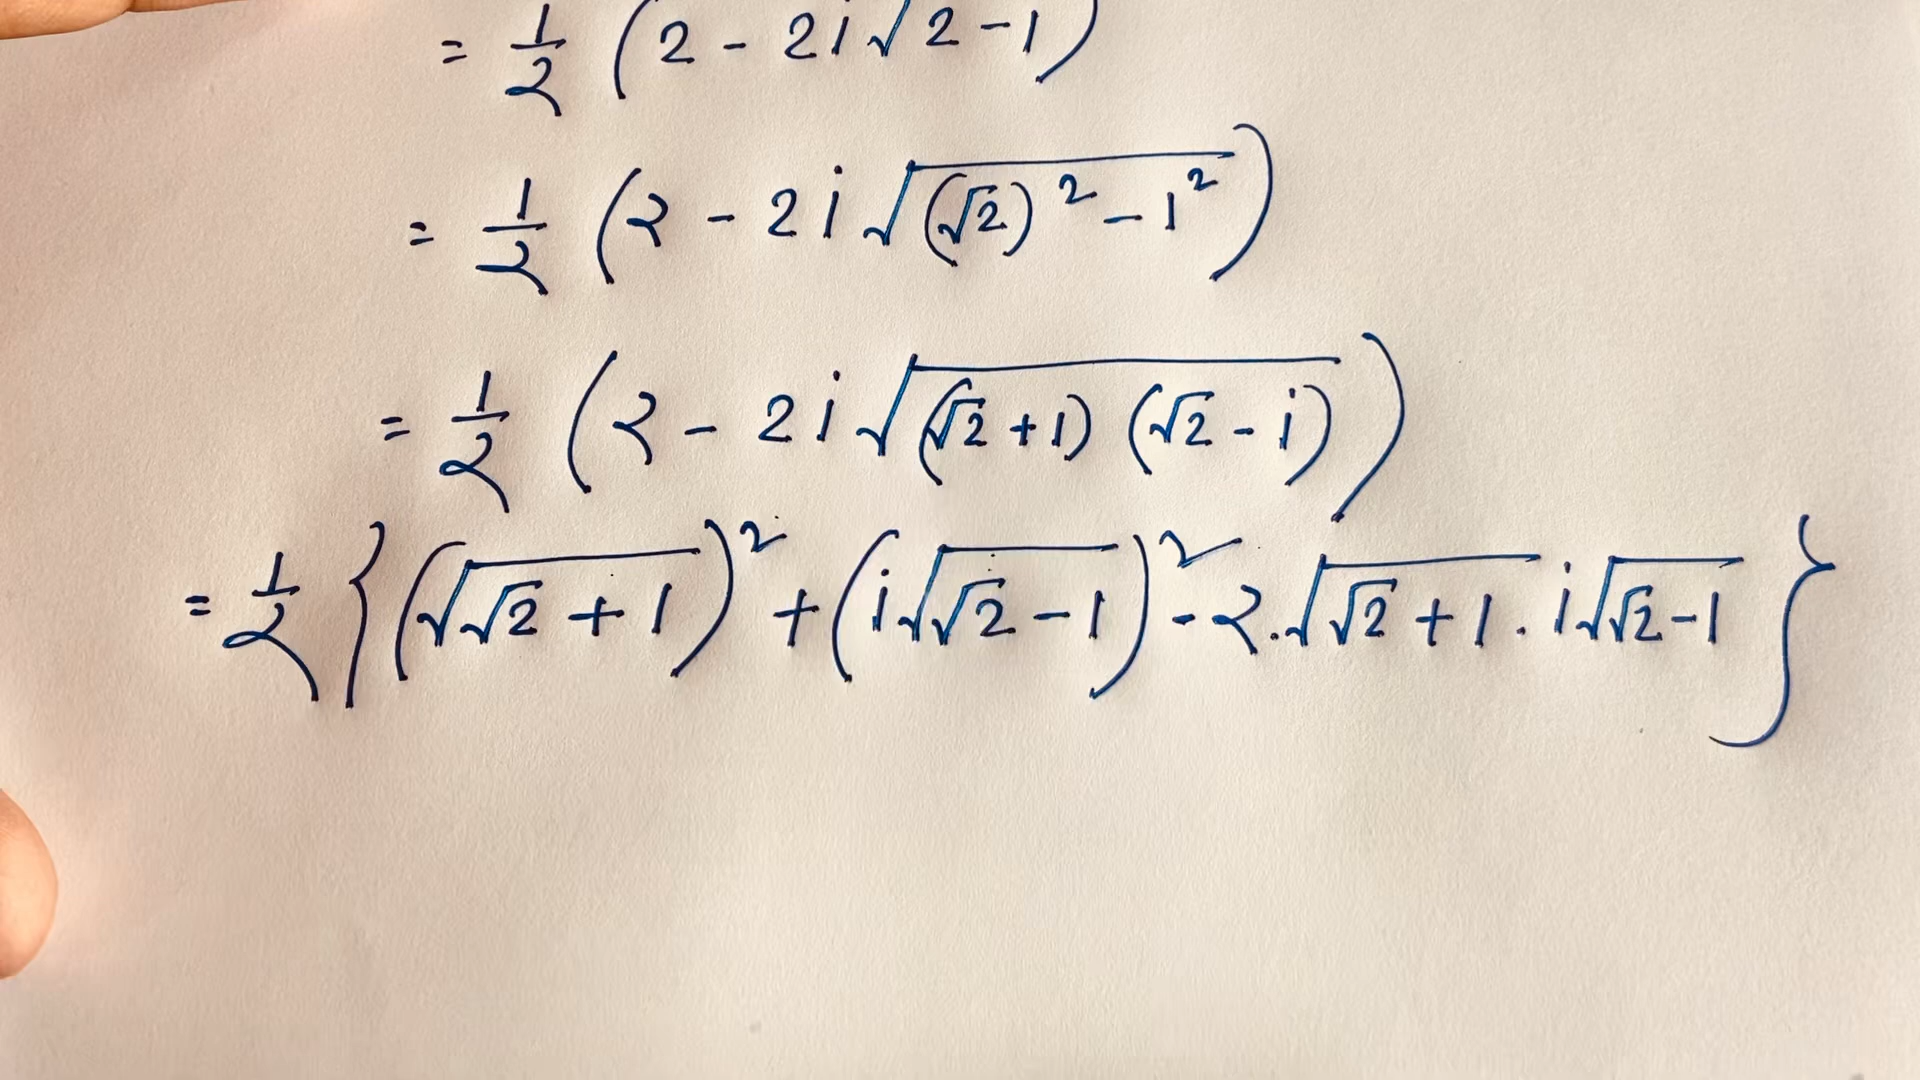 = 1/2 (2 - 2i√2-1)
= 1/2 (2 - 2i√((√2)² - 1²))
= 1/2 (2 - 2i√((√2+1) (√2-i)))
= 1/2 {(√(√2+1))² + (i√(√2-1))² - 2.√(√2+1) . i√(√2-1)}